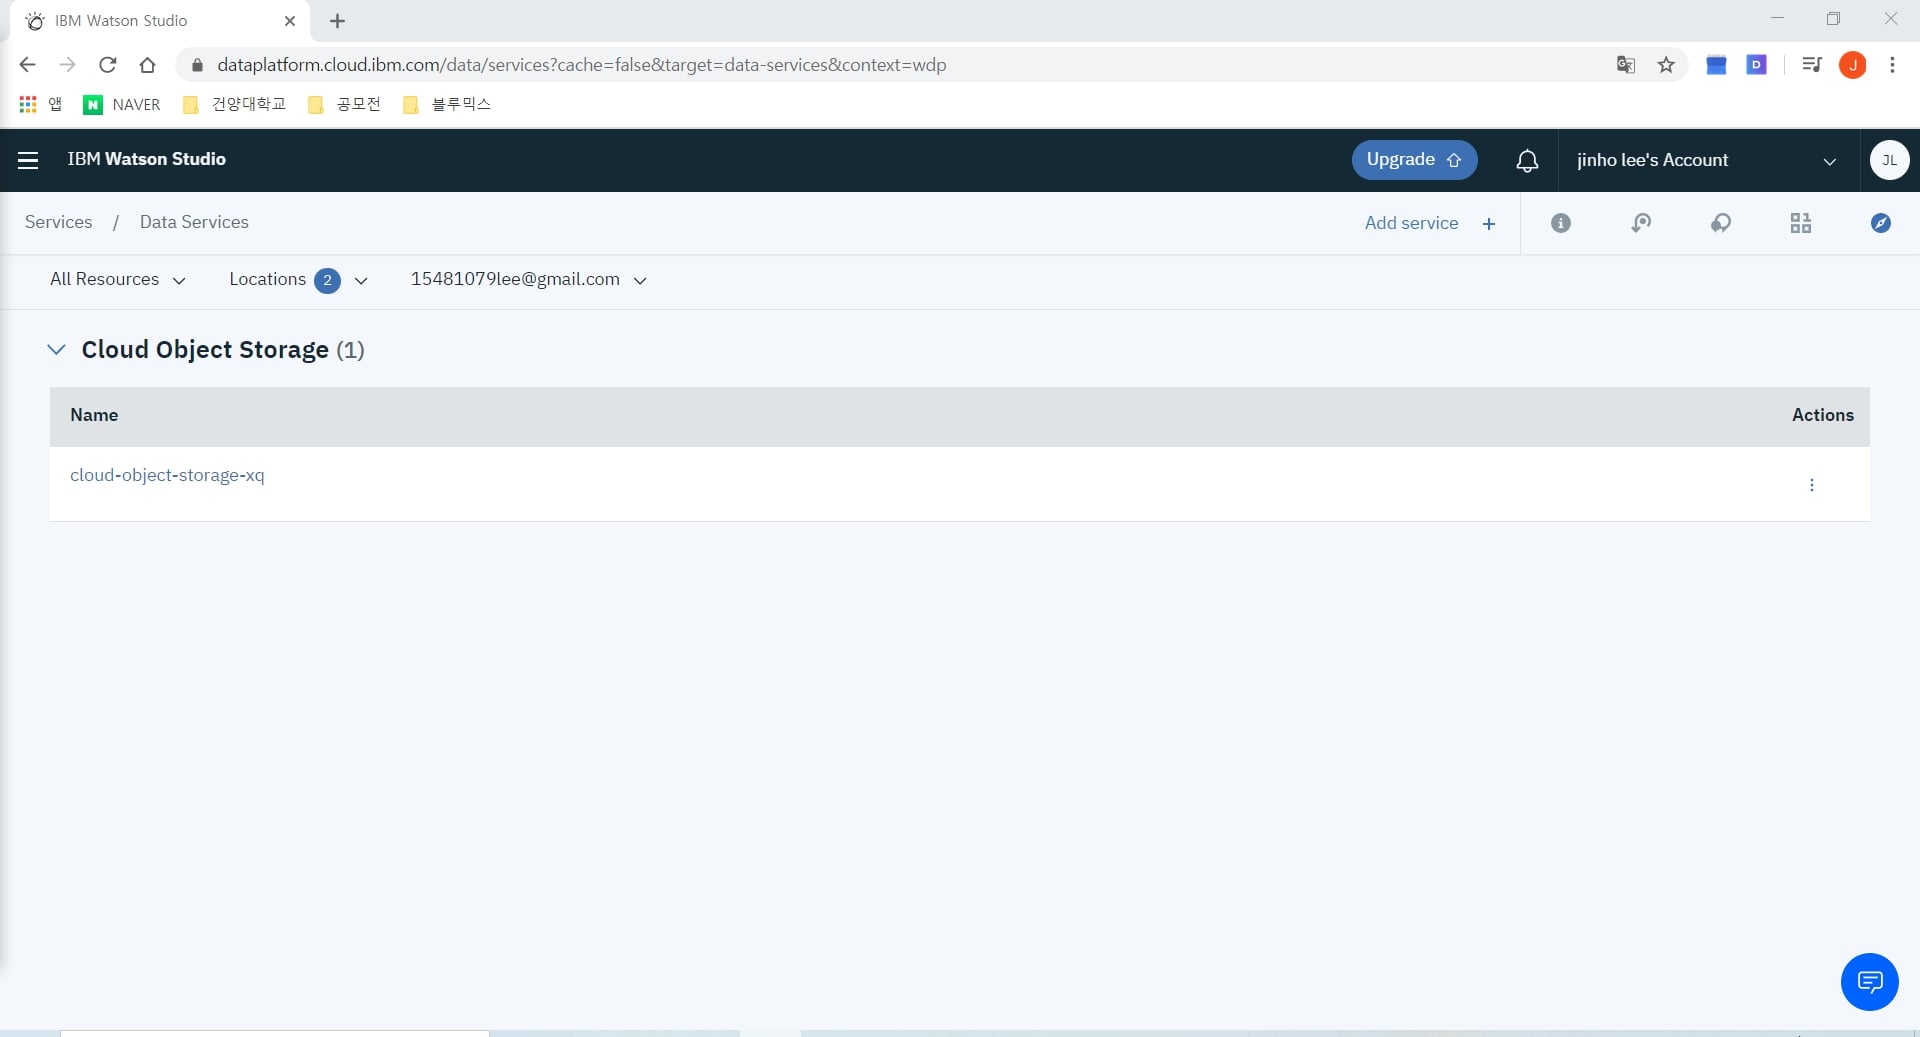 IBM Watson Studio
dataplatform.cloud.ibm.com/data/services?cache=false&target=data-services&context=wdp
D
J
앱
N NAVER
건양대학교
공모전
블루믹스
IBM Watson Studio
Upgrade
jinho lee's Account
JL
Services / Data Services
Add service +
All Resources
Locations 2
15481079lee@gmail.com
Cloud Object Storage (1)
Name
Actions
cloud-object-storage-xq